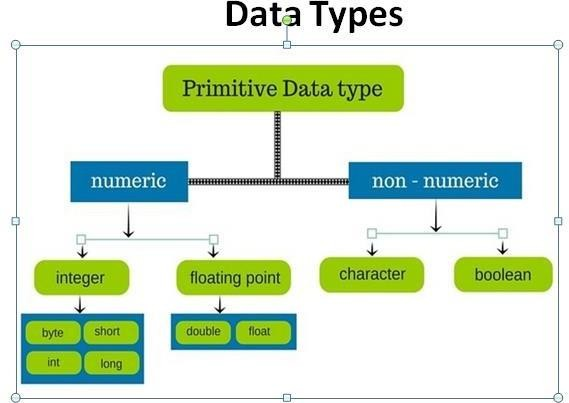 Data Types
Primitive Data type
numeric
non - numeric
integer
floating point
character
boolean
byte
short
double
float
int
long